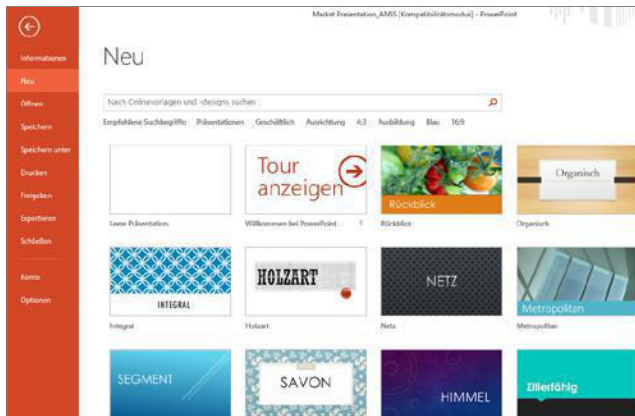 Market Presentation_ANSS [Kompatibilitätsmodus] - PowerPoint
Informationen
Neu
Öffnen
Speichern
Speichern unter
Drucken
Freigeben
Exportieren
Schließen
Konto
Optionen
Neu
Nach Onlinevorlagen und -designs suchen
Empfohlene Suchbegriffe: Präsentationen Geschäftlich Ausrichtung 4:3 Ausbildung Blau 16:9
Tour
anzeigen
Rückblick
Organisch
Leere Präsentation
Willkommen bei PowerPoint
Rückblick
Organisch
INTEGRAL
HOLZART
NETZ
Metropolitan
Integral
Holzart
Netz
Metropolitan
SEGMENT
SAVON
HIMMEL
Zillerfähig